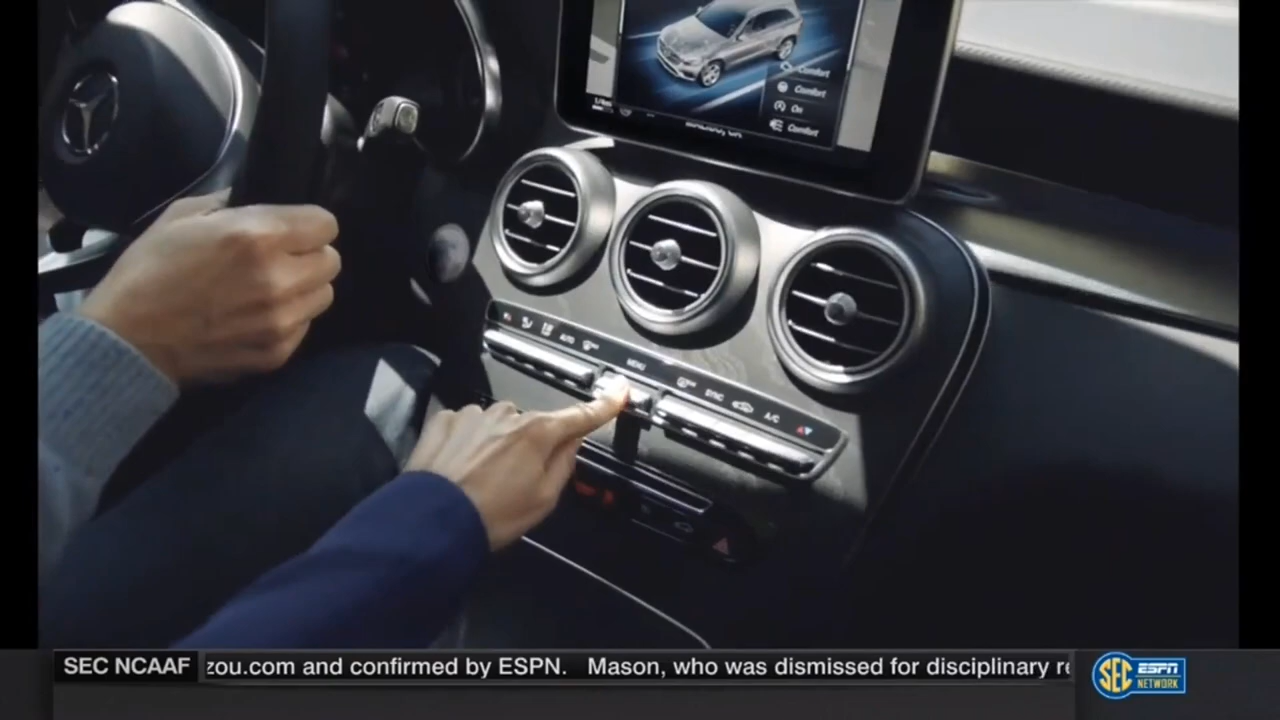 Comfort
Comfort
On
Comfort
AUTO
MENU
SYNC
A/C
SEC NCAAF zou.com and confirmed by ESPN. Mason, who was dismissed for disciplinary re
SEC ESPN
NETWORK